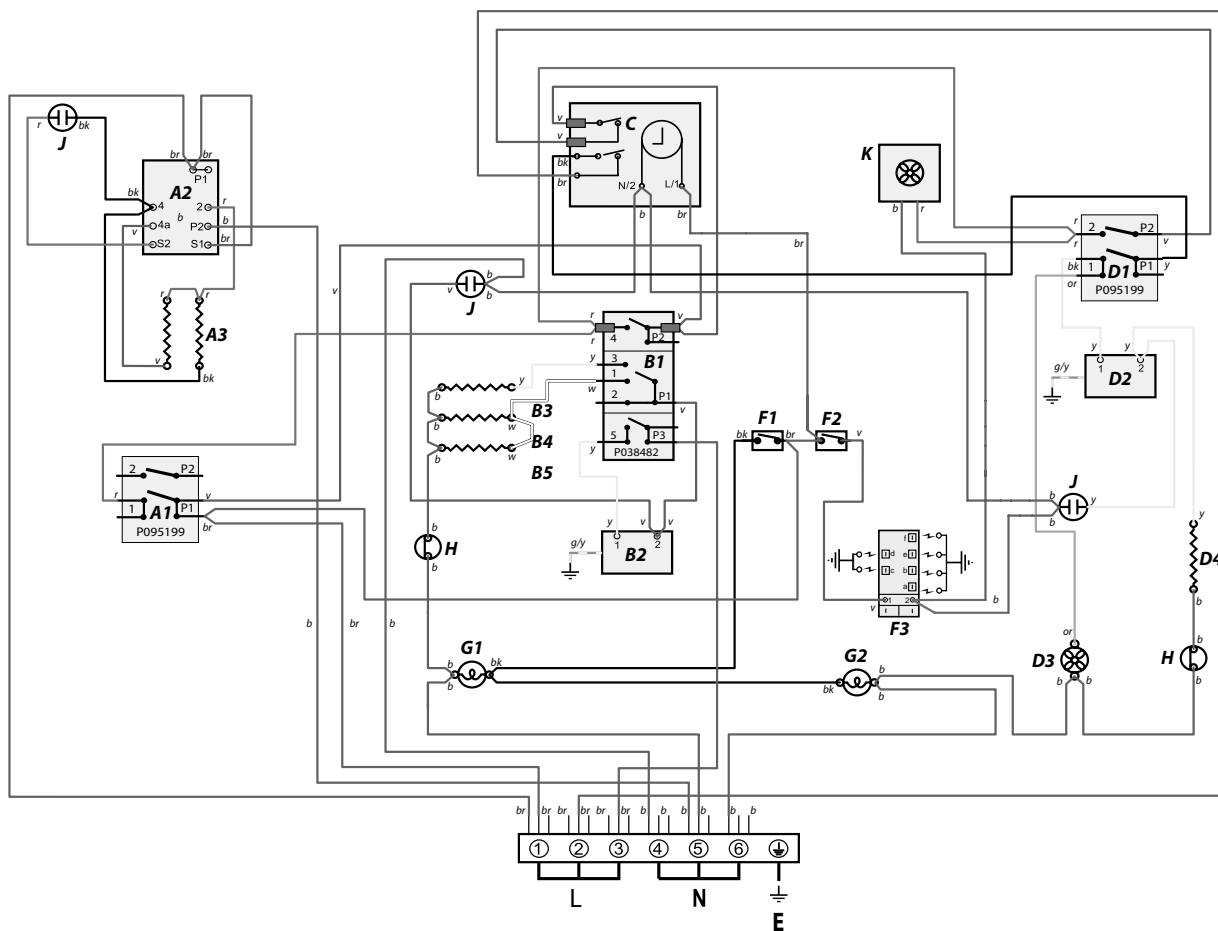 r
J
bk
br
br
P1
A2
bk
4
b
2
r
4a
v
P2
b
S2
S1
br
r
r
A3
v
bk
v
C
v
bk
br
N/2
L/1
b
br
br
K
b
r
r
2
P2
r
v
bk
1
P1
y
or
D1
P095199
b
v
J
b
v
r
v
4
P2
r
B1
y
3
y
1
w
b
B3
2
P1
v
w
b
B4
5
P3
y
w
b
P038482
B5
F1
bk
br
F2
v
y
y
g/y
1
2
D2
2
P2
r
v
1
A1
P1
br
P095199
b
H
b
y
v
v
g/y
1
2
B2
b
J
y
b
f
d
e
c
b
a
1
2
v
b
F3
y
D4
b
b
br
b
G1
b
bk
b
G2
b
bk
b
or
D3
b
b
b
H
b
br
br
br
br
br
br
b
b
b
b
b
b
b
1
2
3
4
5
6
L
N
E